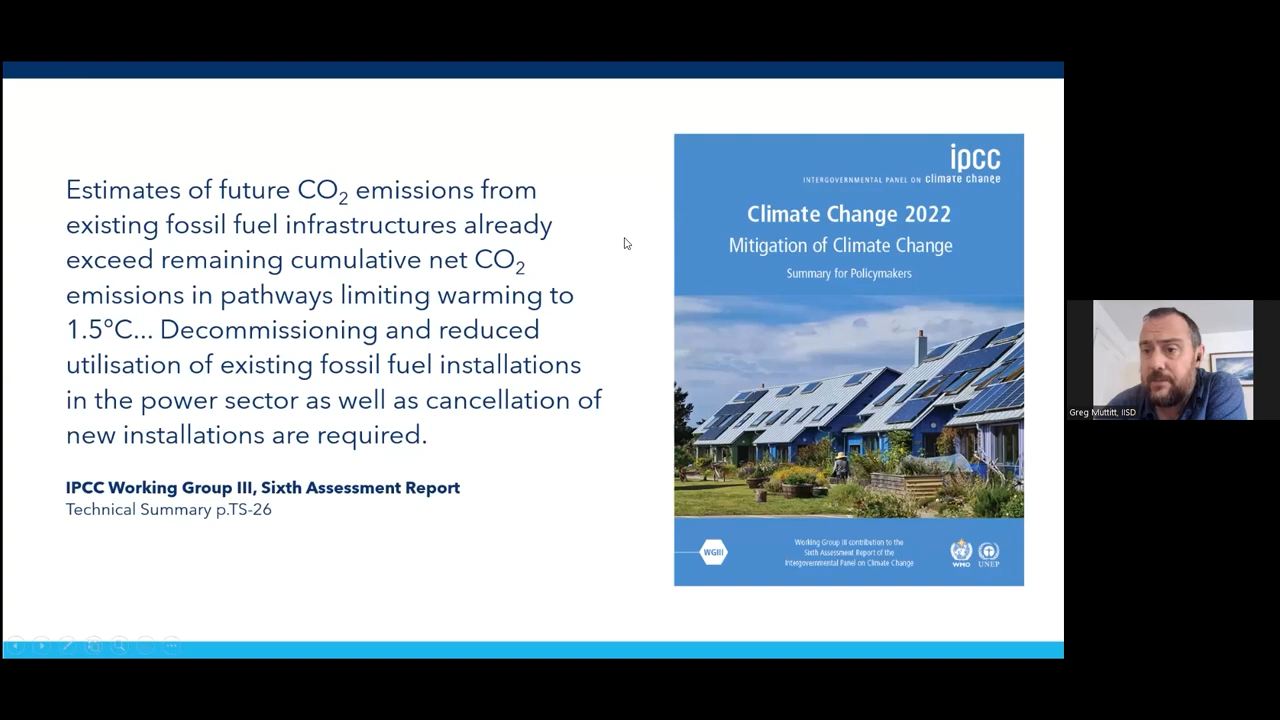 Estimates of future CO₂ emissions from
existing fossil fuel infrastructures already
exceed remaining cumulative net CO₂
emissions in pathways limiting warming to
1.5ºC... Decommissioning and reduced
utilisation of existing fossil fuel installations
in the power sector as well as cancellation of
new installations are required.
IPCC Working Group III, Sixth Assessment Report
Technical Summary p.TS-26
ipcc
INTERGOVERNMENTAL PANEL ON climate change
Climate Change 2022
Mitigation of Climate Change
Summary for Policymakers
WGIII
Working Group III contribution to the
Sixth Assessment Report of the
Intergovernmental Panel on Climate Change
WMO
UNEP
Greg Muttitt, IISD